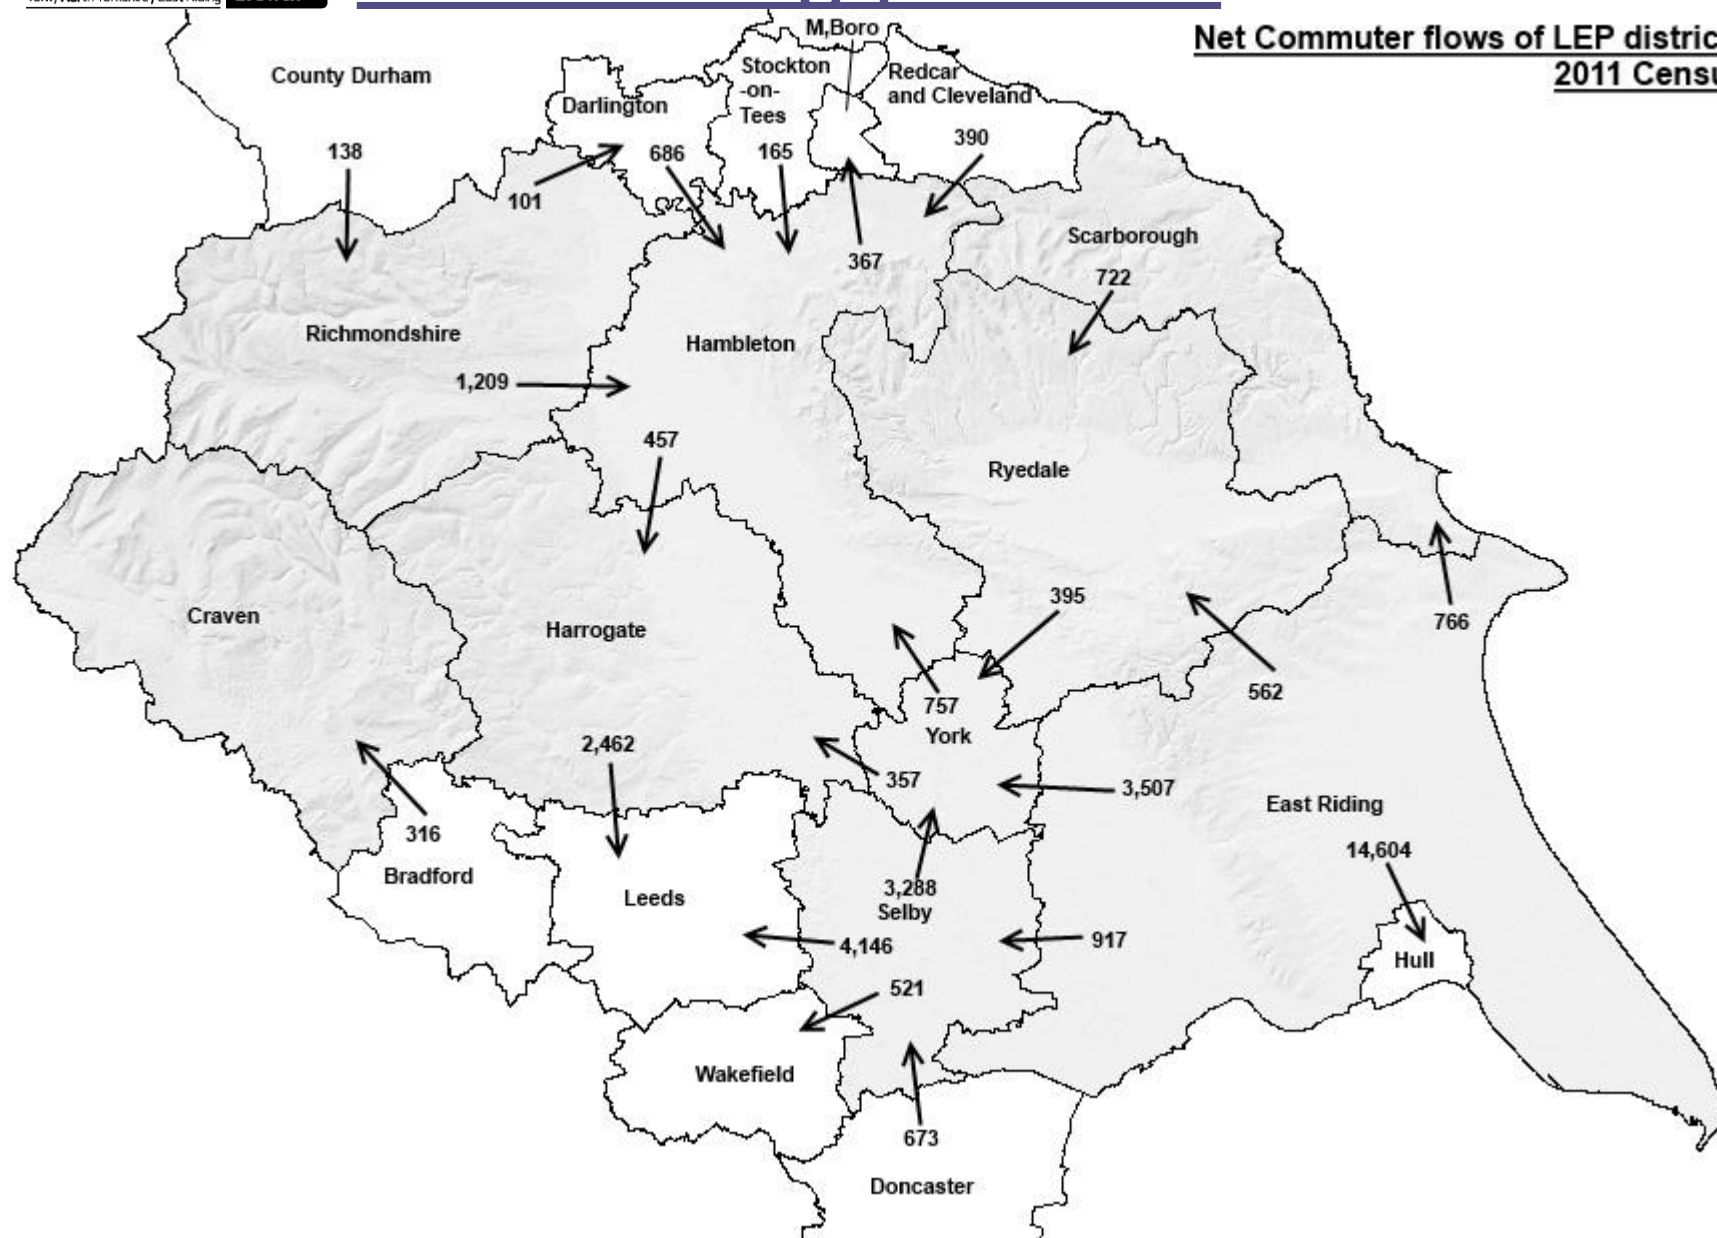 Net Commuter flows of LEP distric
2011 Censu
M,Boro
County Durham
Stockton
-on-
Tees
Redcar
and Cleveland
Darlington
138
101
686
165
390
367
Scarborough
722
Richmondshire
Hambleton
1,209
457
Ryedale
Craven
Harrogate
395
766
562
757
York
2,462
357
3,507
East Riding
316
Bradford
14,604
3,288
Selby
Leeds
4,146
917
Hull
521
Wakefield
673
Doncaster